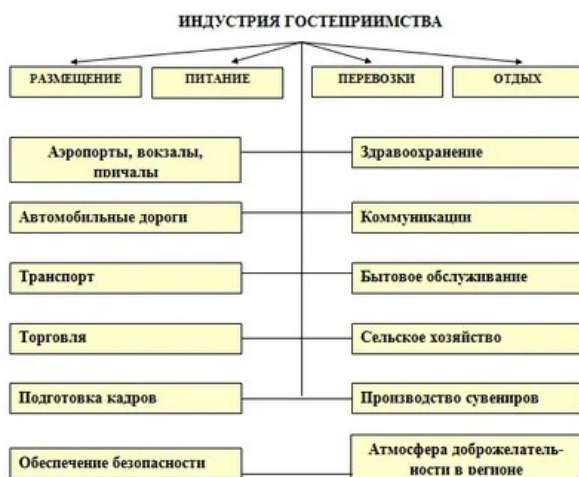 ИНДУСТРИЯ ГОСТЕПРИИМСТВА
РАЗМЕЩЕНИЕ
ПИТАНИЕ
ПЕРЕВОЗКИ
ОТДЫХ
Аэропорты, вокзалы,
причалы
Здравоохранение
Автомобильные дороги
Коммуникации
Транспорт
Бытовое обслуживание
Торговля
Сельское хозяйство
Подготовка кадров
Производство сувениров
Обеспечение безопасности
Атмосфера доброжелатель-
ности в регионе